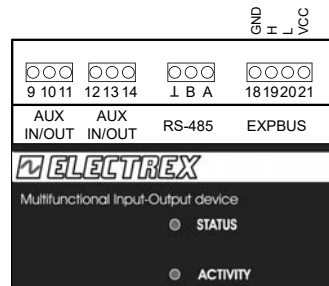 GND H L VCC
9 10 11 12 13 14 ⊥ B A 18 19 20 21
AUX IN/OUT AUX IN/OUT RS-485 EXPBUS
ELECTREX
Multifunctional Input-Output device
STATUS
ACTIVITY